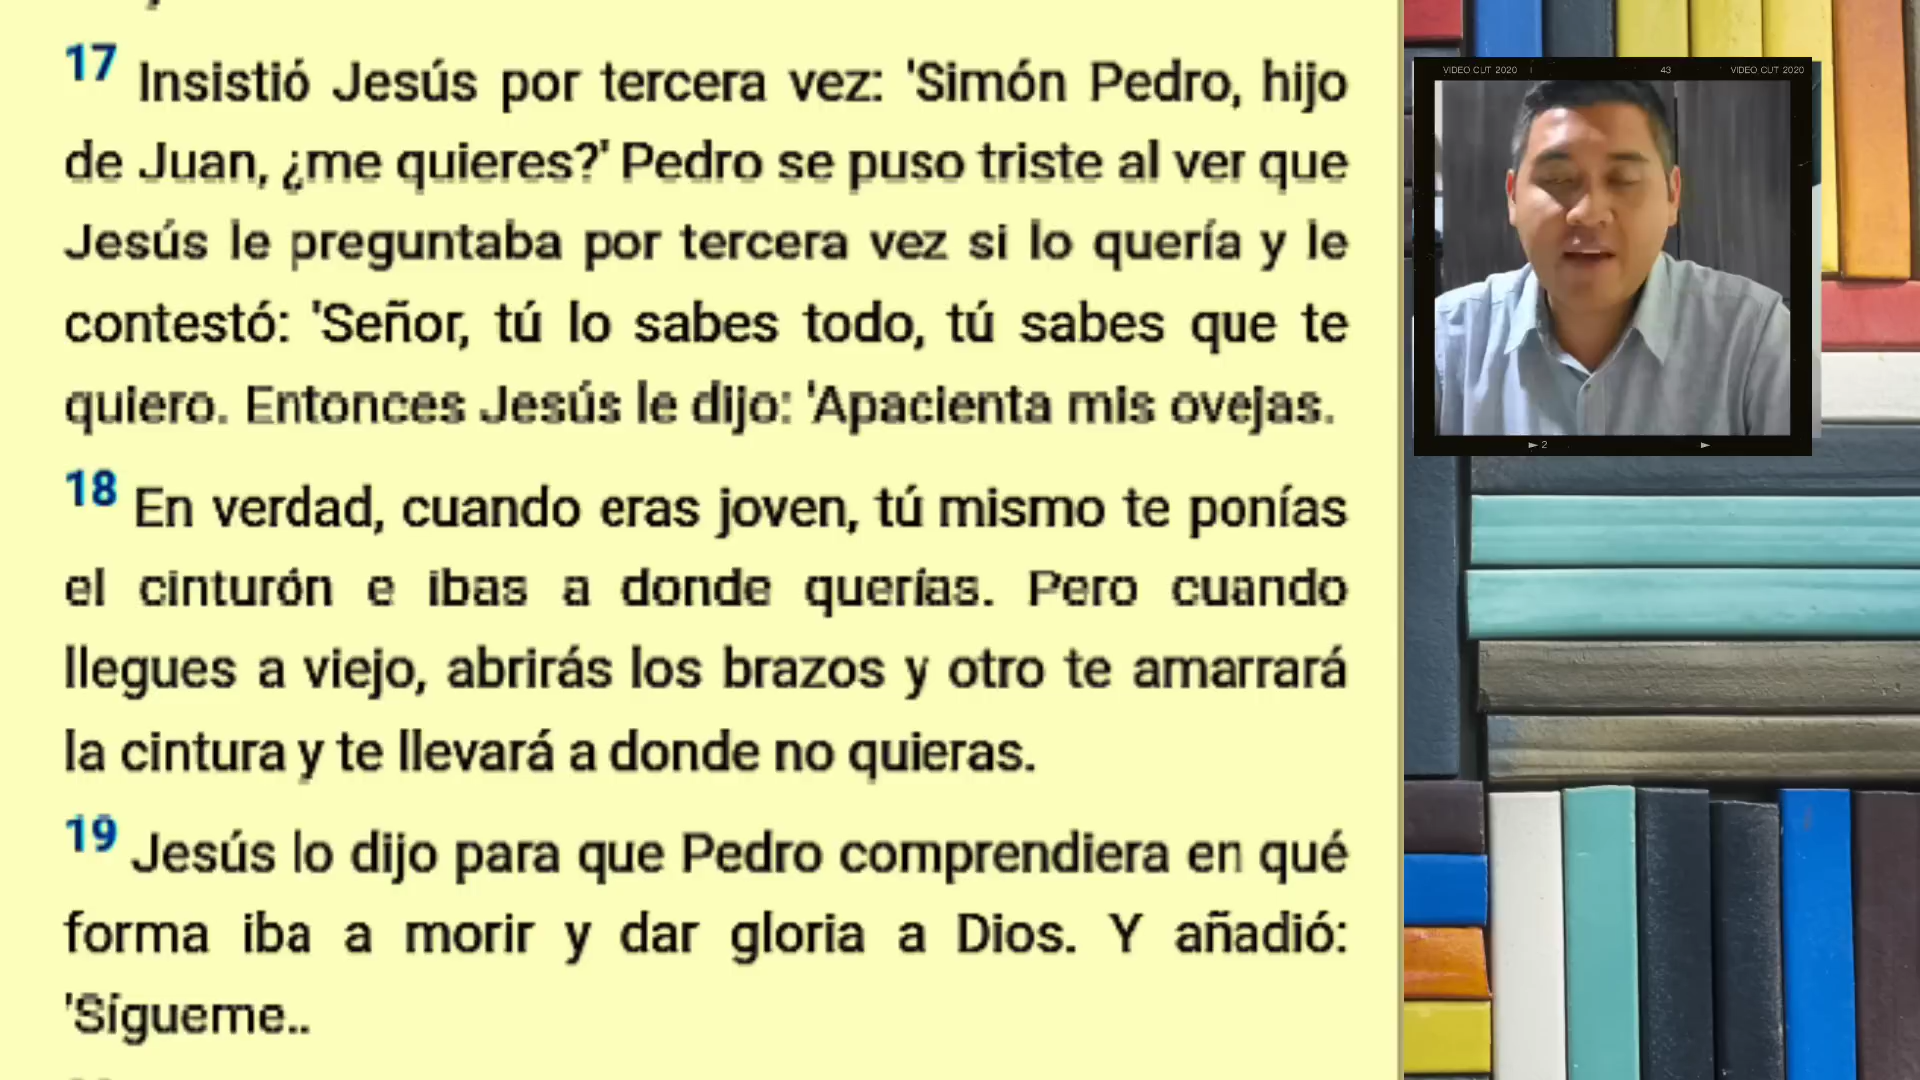 17 Insistió Jesús por tercera vez: 'Simón Pedro, hijo
de Juan, ¿me quieres?' Pedro se puso triste al ver que
Jesús le preguntaba por tercera vez si lo quería y le
contestó: 'Señor, tú lo sabes todo, tú sabes que te
quiero. Entonces Jesús le dijo: 'Apacienta mis ovejas.
18 En verdad, cuando eras joven, tú mismo te ponías
el cinturón e ibas a donde querías. Pero cuando
llegues a viejo, abrirás los brazos y otro te amarrará
la cintura y te llevará a donde no quieras.
19 Jesús lo dijo para que Pedro comprendiera en qué
forma iba a morir y dar gloria a Dios. Y añadió:
'Sígueme..
VIDEO CUT 2020 43 VIDEO CUT 2020
2